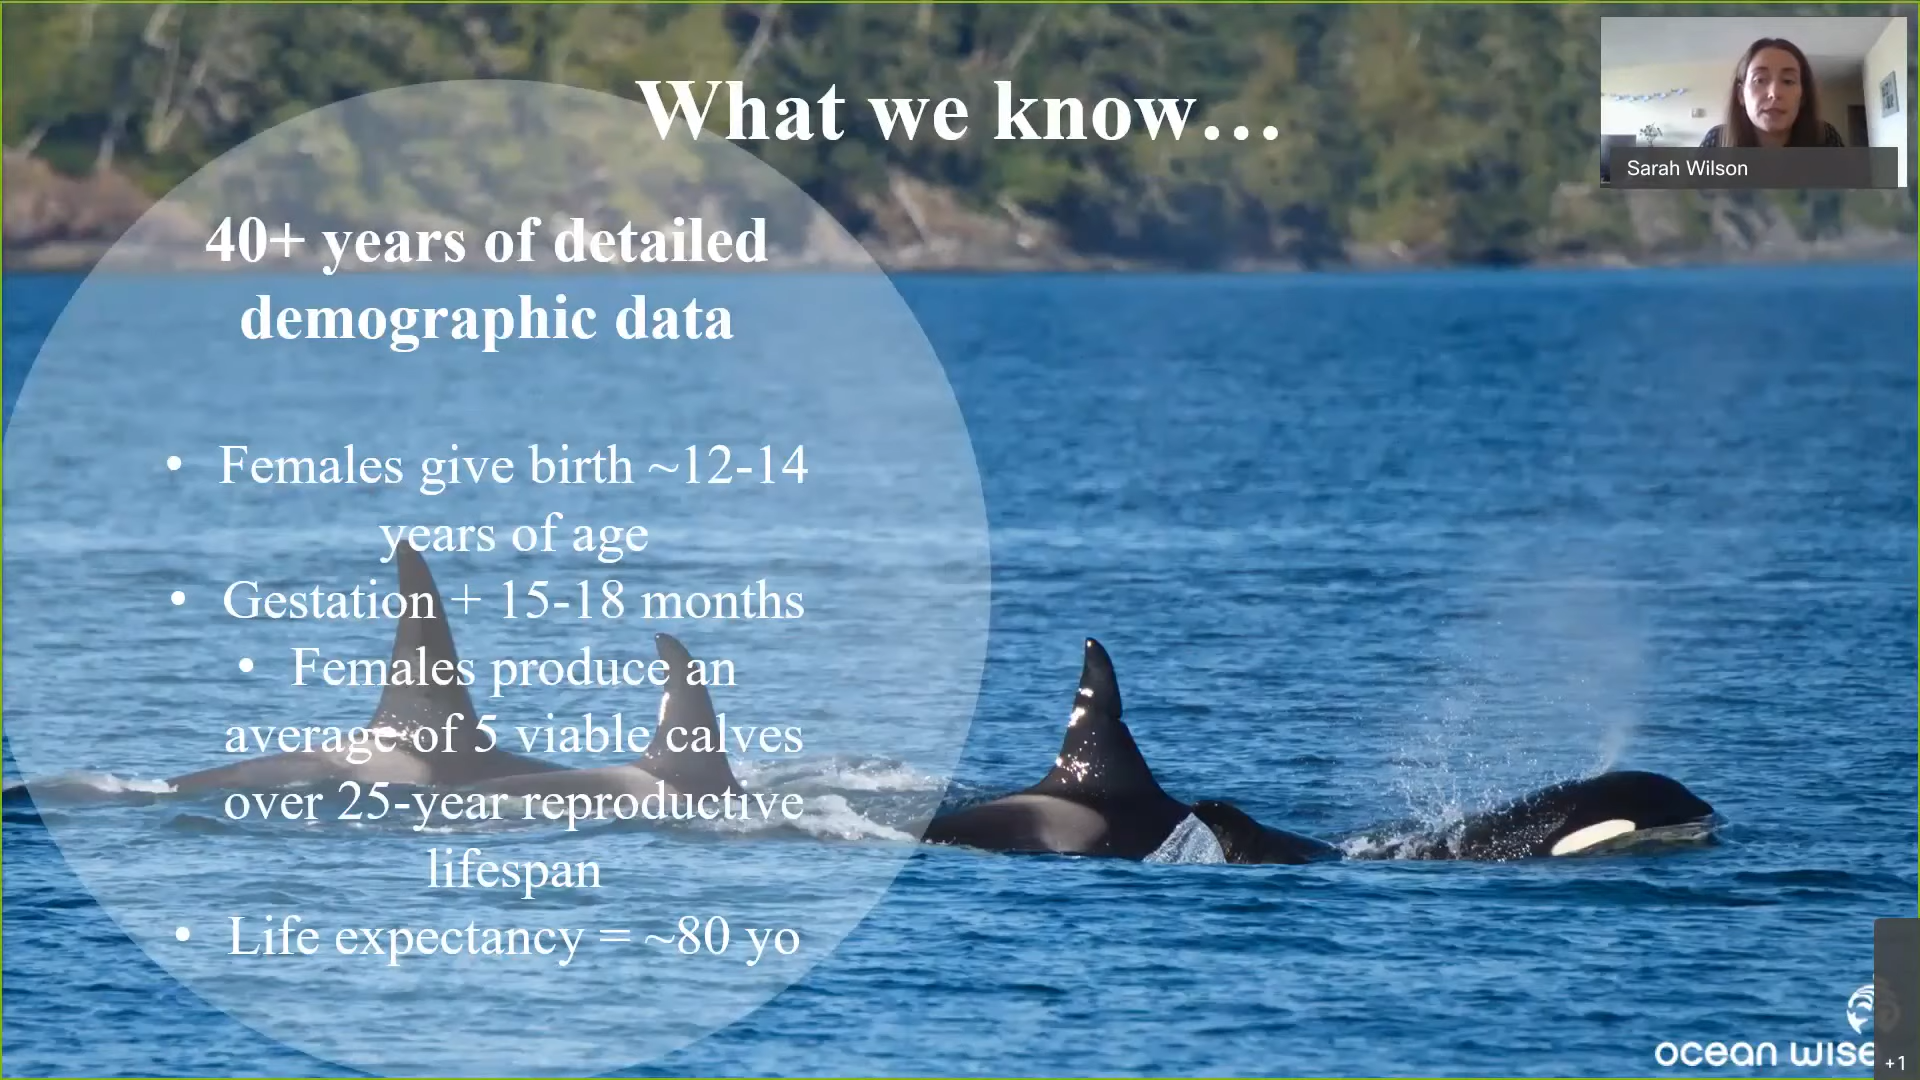 What we know…
Sarah Wilson
40+ years of detailed
demographic data
• Females give birth ~12-14
years of age
• Gestation + 15-18 months
• Females produce an
average of 5 viable calves
over 25-year reproductive
lifespan
• Life expectancy = ~80 yo
ocean wise
+1